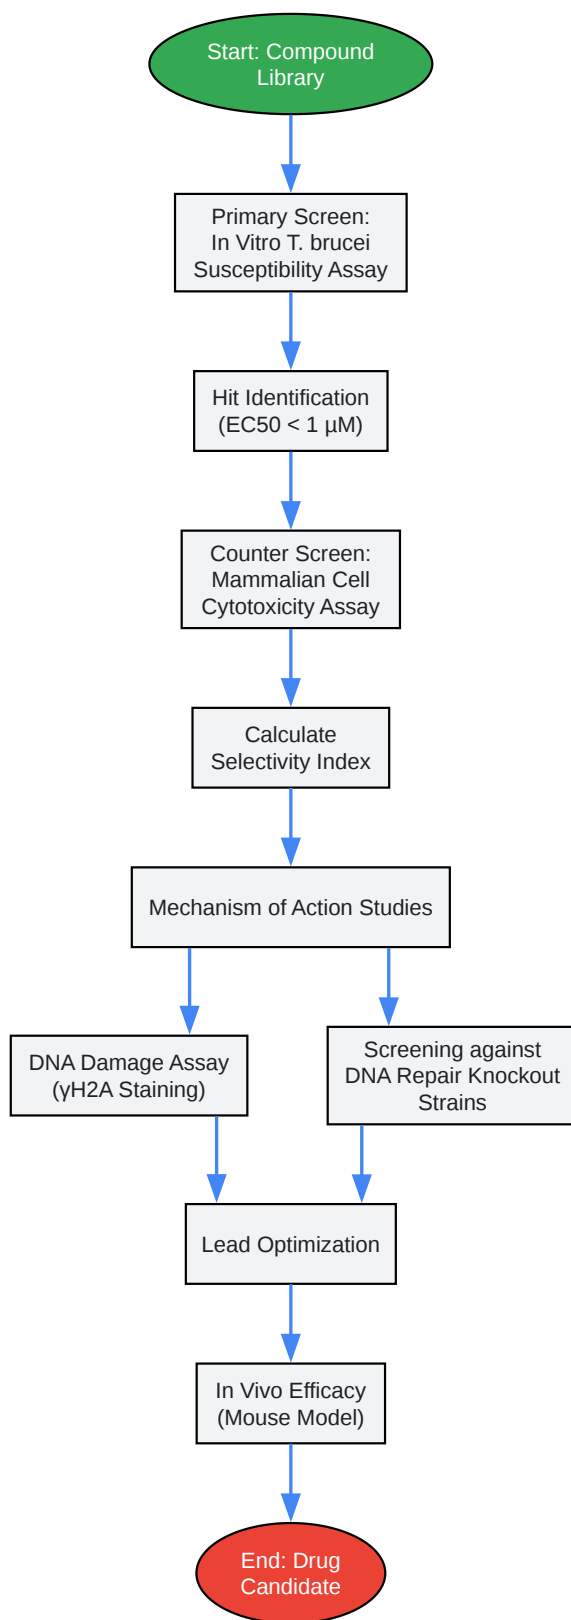 Start: Compound
Library
Primary Screen:
In Vitro T. brucei
Susceptibility Assay
Hit Identification
(EC50 < 1 µM)
Counter Screen:
Mammalian Cell
Cytotoxicity Assay
Calculate
Selectivity Index
Mechanism of Action Studies
DNA Damage Assay
(γH2A Staining)
Screening against
DNA Repair Knockout
Strains
Lead Optimization
In Vivo Efficacy
(Mouse Model)
End: Drug
Candidate